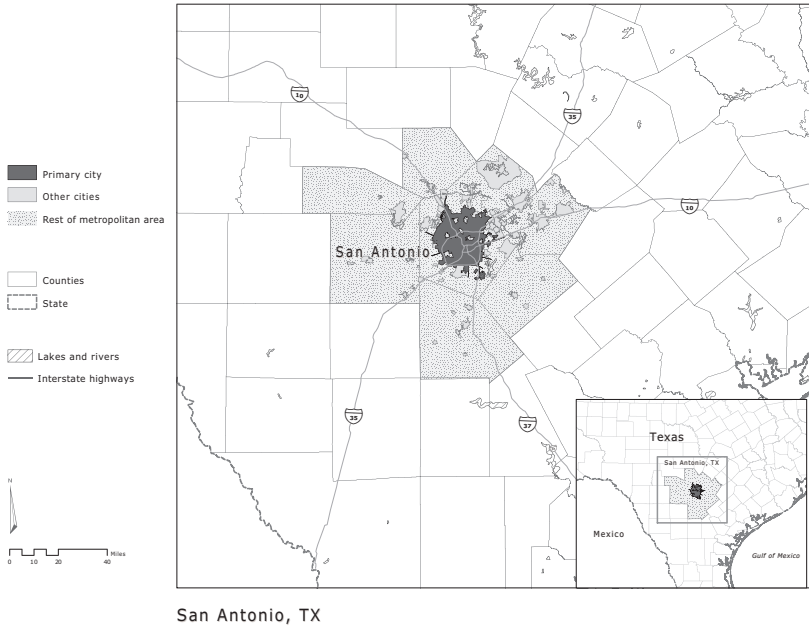 Primary city
Other cities
Rest of metropolitan area
Counties
State
Lakes and rivers
Interstate highways
N
Miles
0 10 20 40
10
35
10
San Antonio
35
37
Texas
San Antonio, TX
Mexico
Gulf of Mexico
San Antonio, TX